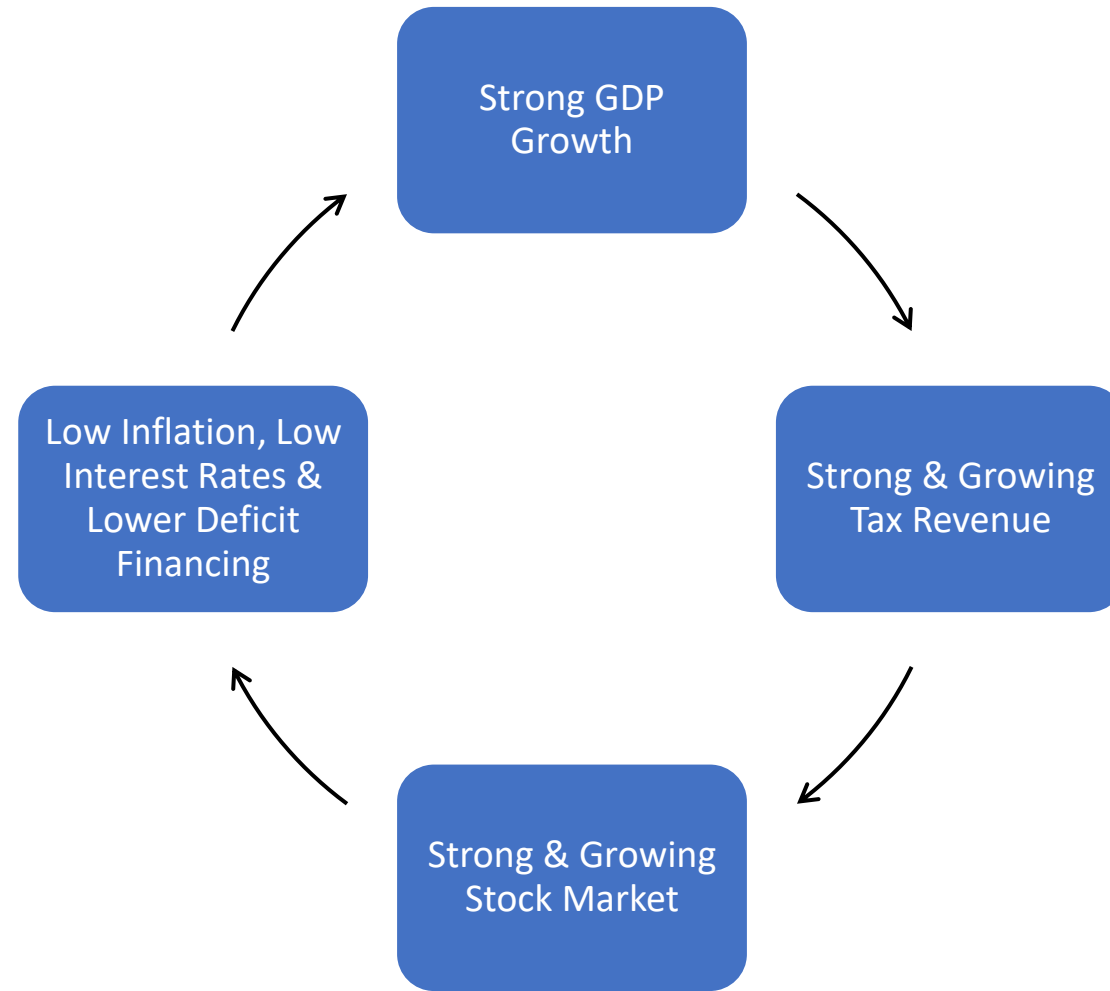 Strong GDP
Growth
Strong & Growing
Tax Revenue
Strong & Growing
Stock Market
Low Inflation, Low
Interest Rates &
Lower Deficit
Financing